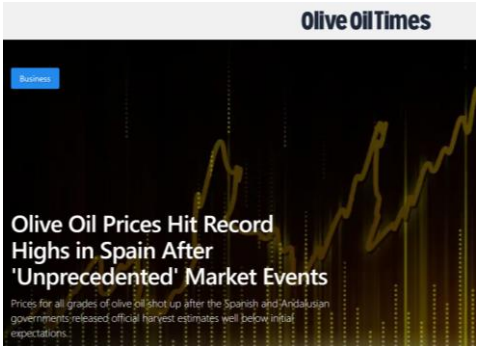 Olive Oil Times
Business
Olive Oil Prices Hit Record
Highs in Spain After
'Unprecedented' Market Events
Prices for all grades of olive oil shot up after the Spanish and Andalusian
governments released official harvest estimates well below initial
expectations.